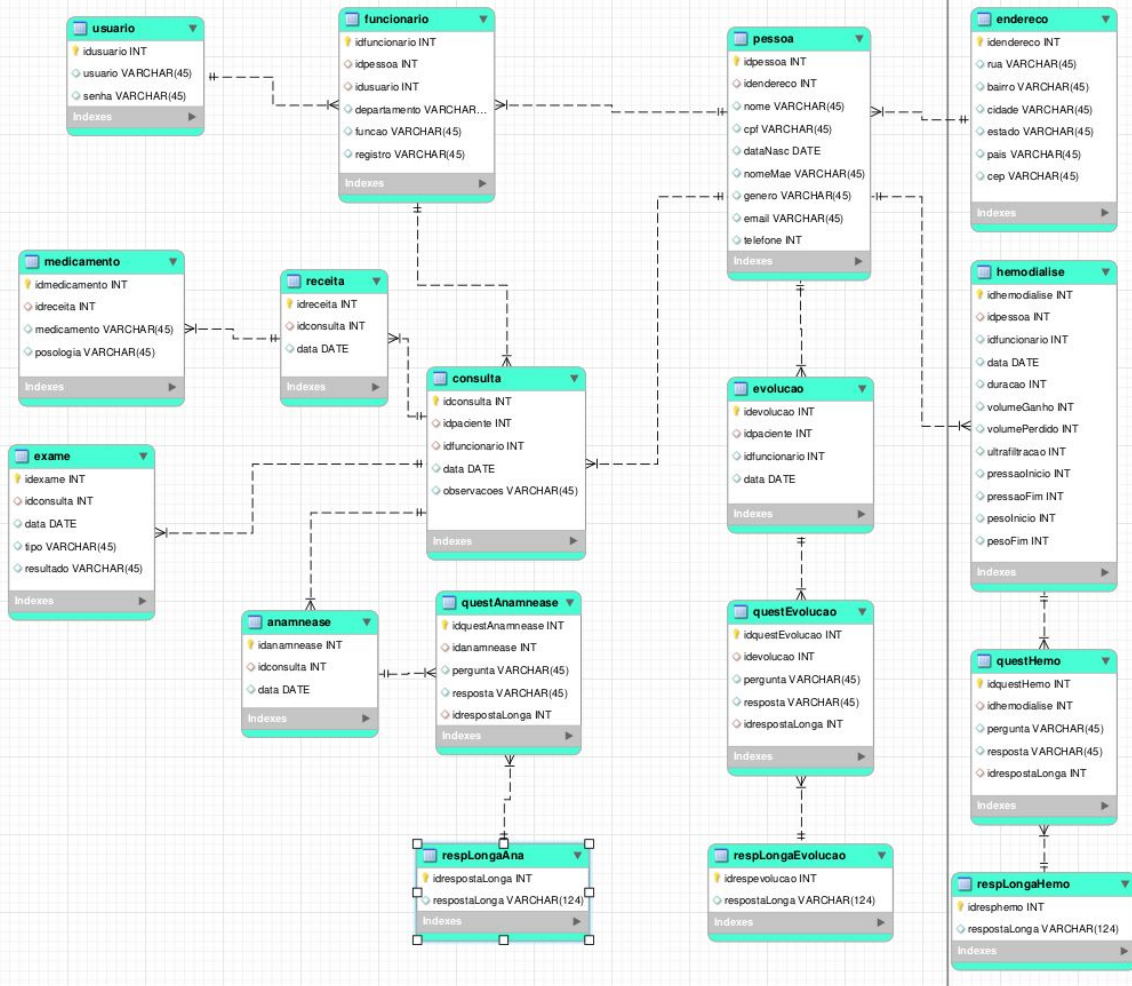 usuario
idusuario INT
usuario VARCHAR(45)
senha VARCHAR(45)
Indexes
funcionario
idfuncionario INT
idpessoa INT
idusuario INT
departamento VARCHAR...
funcao VARCHAR(45)
registro VARCHAR(45)
Indexes
pessoa
idpessoa INT
idendereco INT
nome VARCHAR(45)
cpf VARCHAR(45)
dataNasc DATE
nomeMae VARCHAR(45)
genero VARCHAR(45)
email VARCHAR(45)
telefone INT
Indexes
endereco
idendereco INT
rua VARCHAR(45)
bairro VARCHAR(45)
cidade VARCHAR(45)
estado VARCHAR(45)
pais VARCHAR(45)
cep VARCHAR(45)
Indexes
medicamento
idmedicamento INT
idreceita INT
medicamento VARCHAR(45)
posologia VARCHAR(45)
Indexes
receita
idreceita INT
idconsulta INT
data DATE
Indexes
consulta
idconsulta INT
idpaciente INT
idfuncionario INT
data DATE
observacoes VARCHAR(45)
Indexes
evolucao
idevolucao INT
idpaciente INT
idfuncionario INT
data DATE
Indexes
hemodialise
idhemodialise INT
idpessoa INT
idfuncionario INT
data DATE
duracao INT
volumeGanho INT
volumePerdido INT
ultrafiltracao INT
pressaoInicio INT
pressaoFim INT
pesoInicio INT
pesoFim INT
Indexes
exame
idexame INT
idconsulta INT
data DATE
tipo VARCHAR(45)
resultado VARCHAR(45)
Indexes
anamnease
idanamnease INT
idconsulta INT
data DATE
Indexes
questAnamnease
idquestAnamnease INT
idanamnease INT
pergunta VARCHAR(45)
resposta VARCHAR(45)
idrespostaLonga INT
Indexes
questEvolucao
idquestEvolucao INT
idevolucao INT
pergunta VARCHAR(45)
resposta VARCHAR(45)
idrespostaLonga INT
Indexes
questHemo
idquestHemo INT
idhemodialise INT
pergunta VARCHAR(45)
resposta VARCHAR(45)
idrespostaLonga INT
Indexes
respLongaAna
idrespostaLonga INT
respostaLonga VARCHAR(124)
Indexes
respLongaEvolucao
idrespevolucao INT
respostaLonga VARCHAR(124)
Indexes
respLongaHemo
idresphemo INT
respostaLonga VARCHAR(124)
Indexes